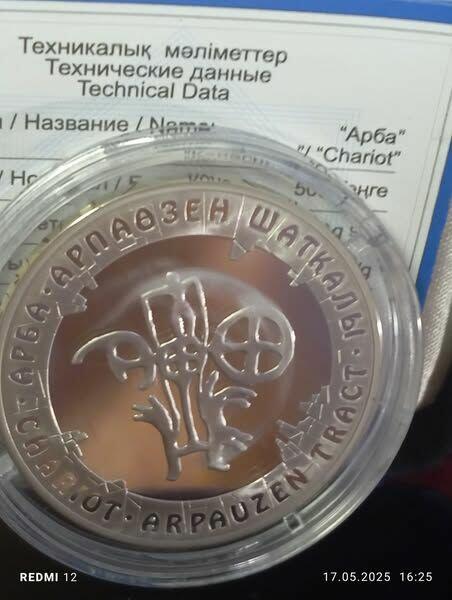 Техникалық мәліметтер
Технические данные
Technical Data
/ Название / Name:
"Арба"
"/ "Chariot"
АРБА · АРПАӨЗЕН ШАТҚАЛЫ ·
CHARIOT · ARPAUZEN TRACT ·
REDMI 12
17.05.2025 16:25